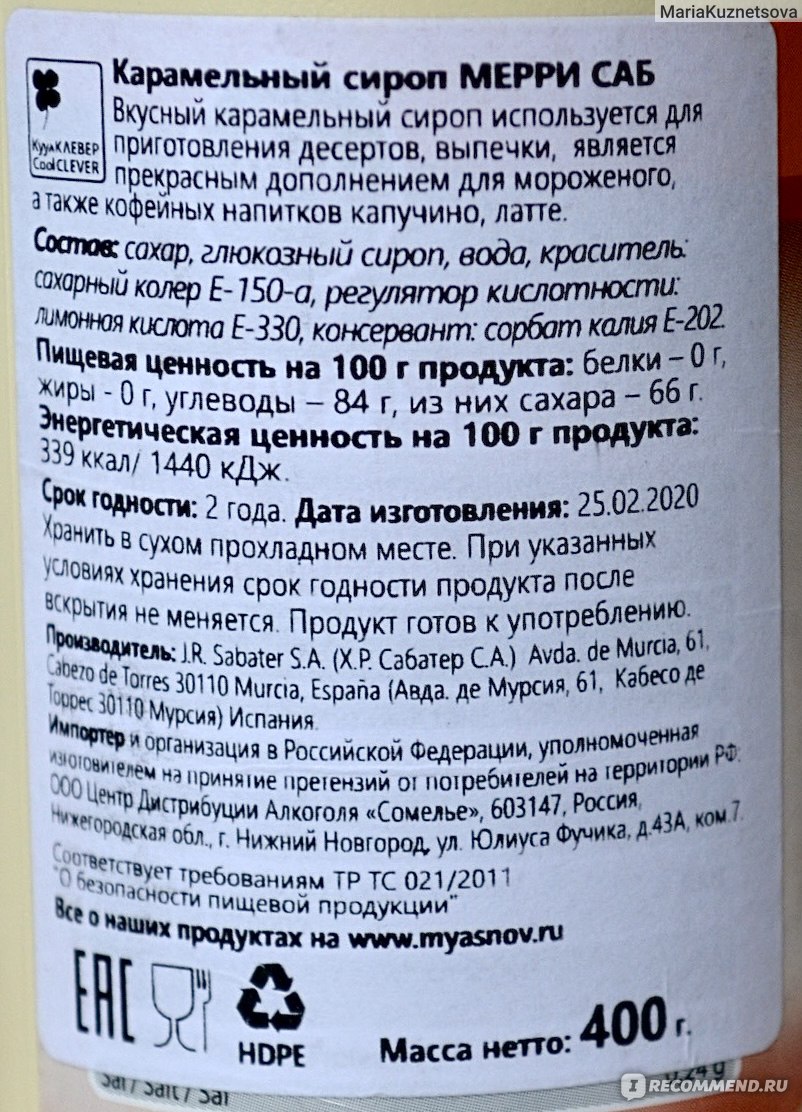 MariaKuznetsova
Карамельный сироп МЕРРИ САБ
Вкусный карамельный сироп используется для
КуулКЛЕВЕР
CoolCLEVER
приготовления десертов, выпечки, является
прекрасным дополнением для мороженого,
а также кофейных напитков капучино, латте.
Состав: сахар, глюкозный сироп, вода, краситель:
сахарный колер Е-150-а, регулятор кислотности:
лимонная кислота Е-330, консервант: сорбат калия Е-202.
Пищевая ценность на 100 г продукта: белки – 0 г,
жиры - 0 г, углеводы – 84 г, из них сахара – 66 г.
Энергетическая ценность на 100 г продукта:
339 ккал/ 1440 кДж.
Срок годности: 2 года. Дата изготовления: 25.02.2020
Хранить в сухом прохладном месте. При указанных
условиях хранения срок годности продукта после
вскрытия не меняется. Продукт готов к употреблению.
Производитель: J.R. Sabater S.A. (Х.Р. Сабатер С.А.) Avda. de Murcia, 61,
Cabezo de Torres 30110 Murcia, España (Авда. де Мурсия, 61, Кабесо де
Торрес 30110 Мурсия) Испания.
Импортер и организация в Российской Федерации, уполномоченная
изготовителем на принятие претензий от потребителей на территории РФ:
ООО Центр Дистрибуции Алкоголя «Сомелье», 603147, Россия,
Нижегородская обл., г. Нижний Новгород, ул. Юлиуса Фучика, д.43А, ком.7.
Соответствует требованиям ТР ТС 021/2011
"О безопасности пищевой продукции"
Все о наших продуктах на www.myasnov.ru
ЕАС
HDPE
Масса нетто: 400 г.
Sal / Salt / Sal 0,24 g
I RECOMMEND.RU